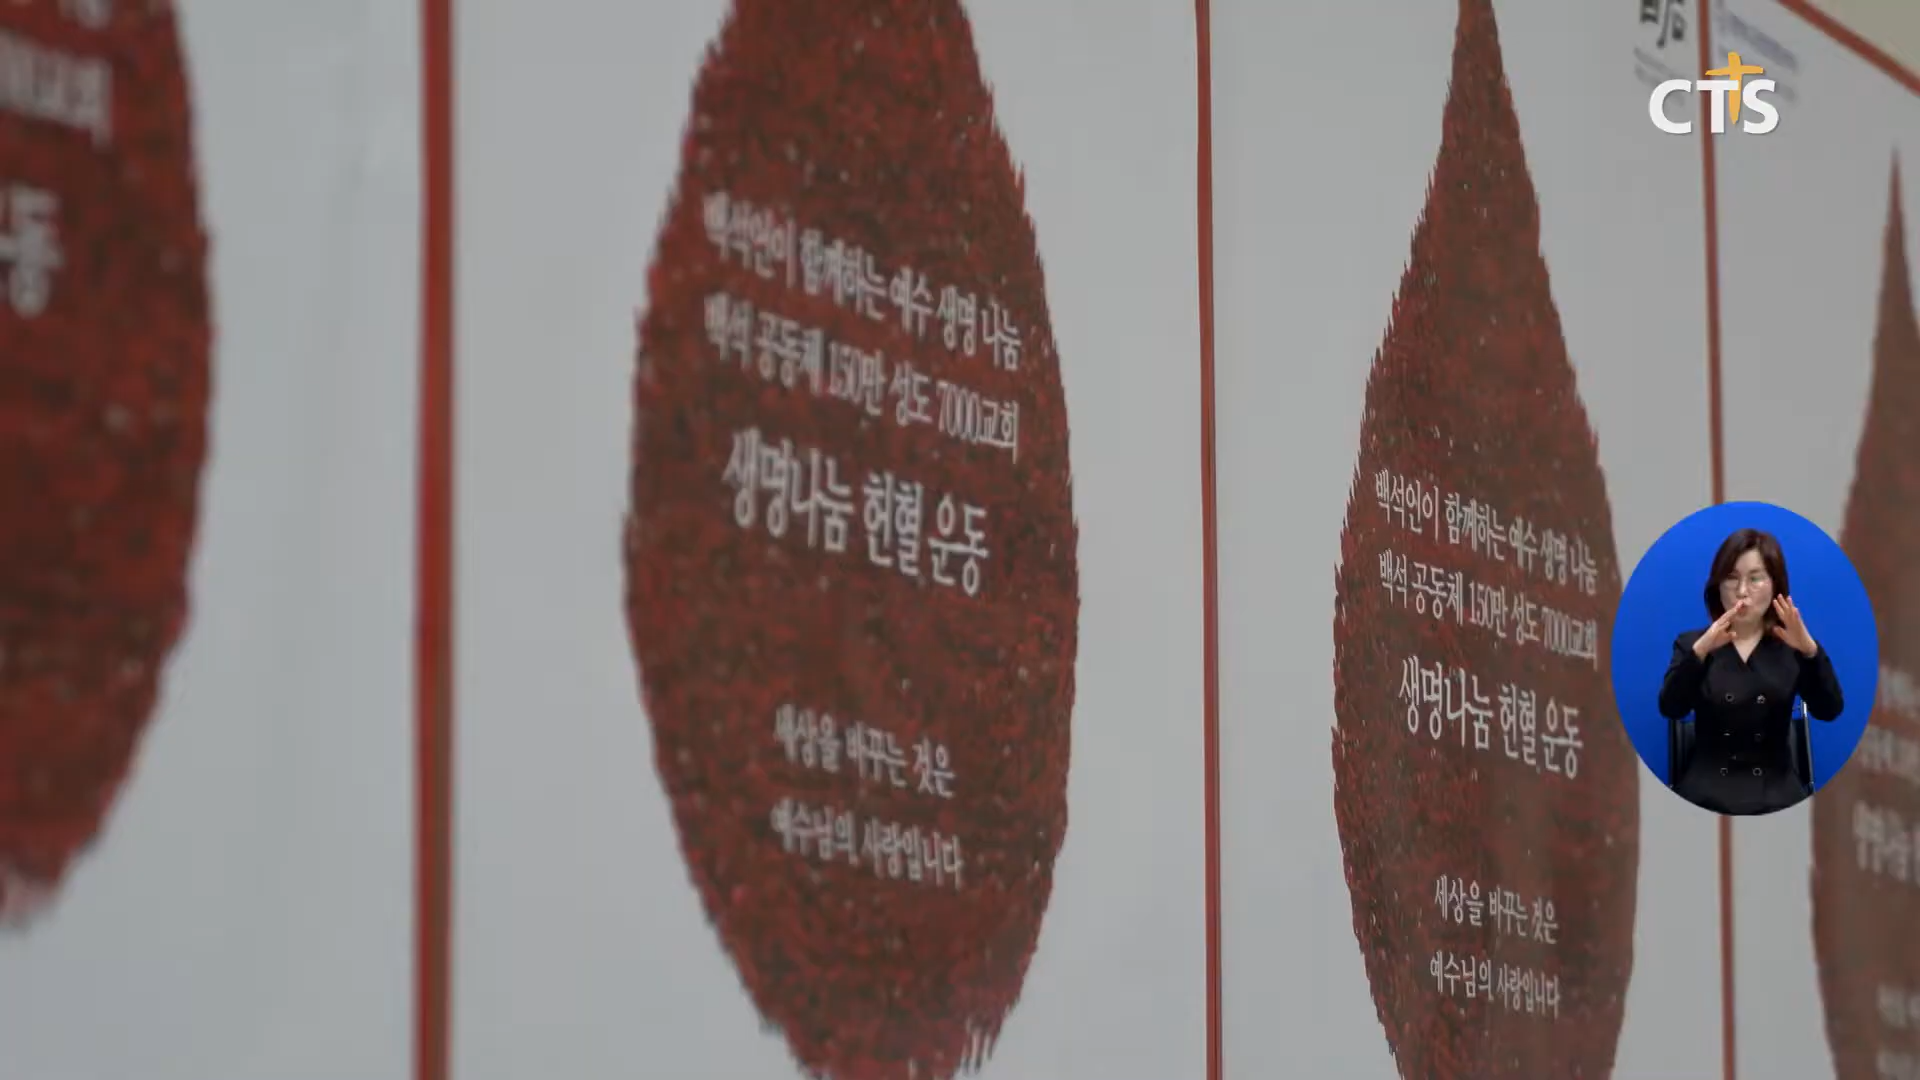 교회
운동
백석인이 함께하는 예수 생명 나눔
백석 공동체 150만 성도 7000교회
생명나눔 헌혈 운동
세상을 바꾸는 것은
예수님의 사랑입니다
CTS
백석인이 함께하는 예수 생명 나눔
백석 공동체 150만 성도 7000교회
생명나눔 헌혈 운동
세상을 바꾸는 것은
예수님의 사랑입니다